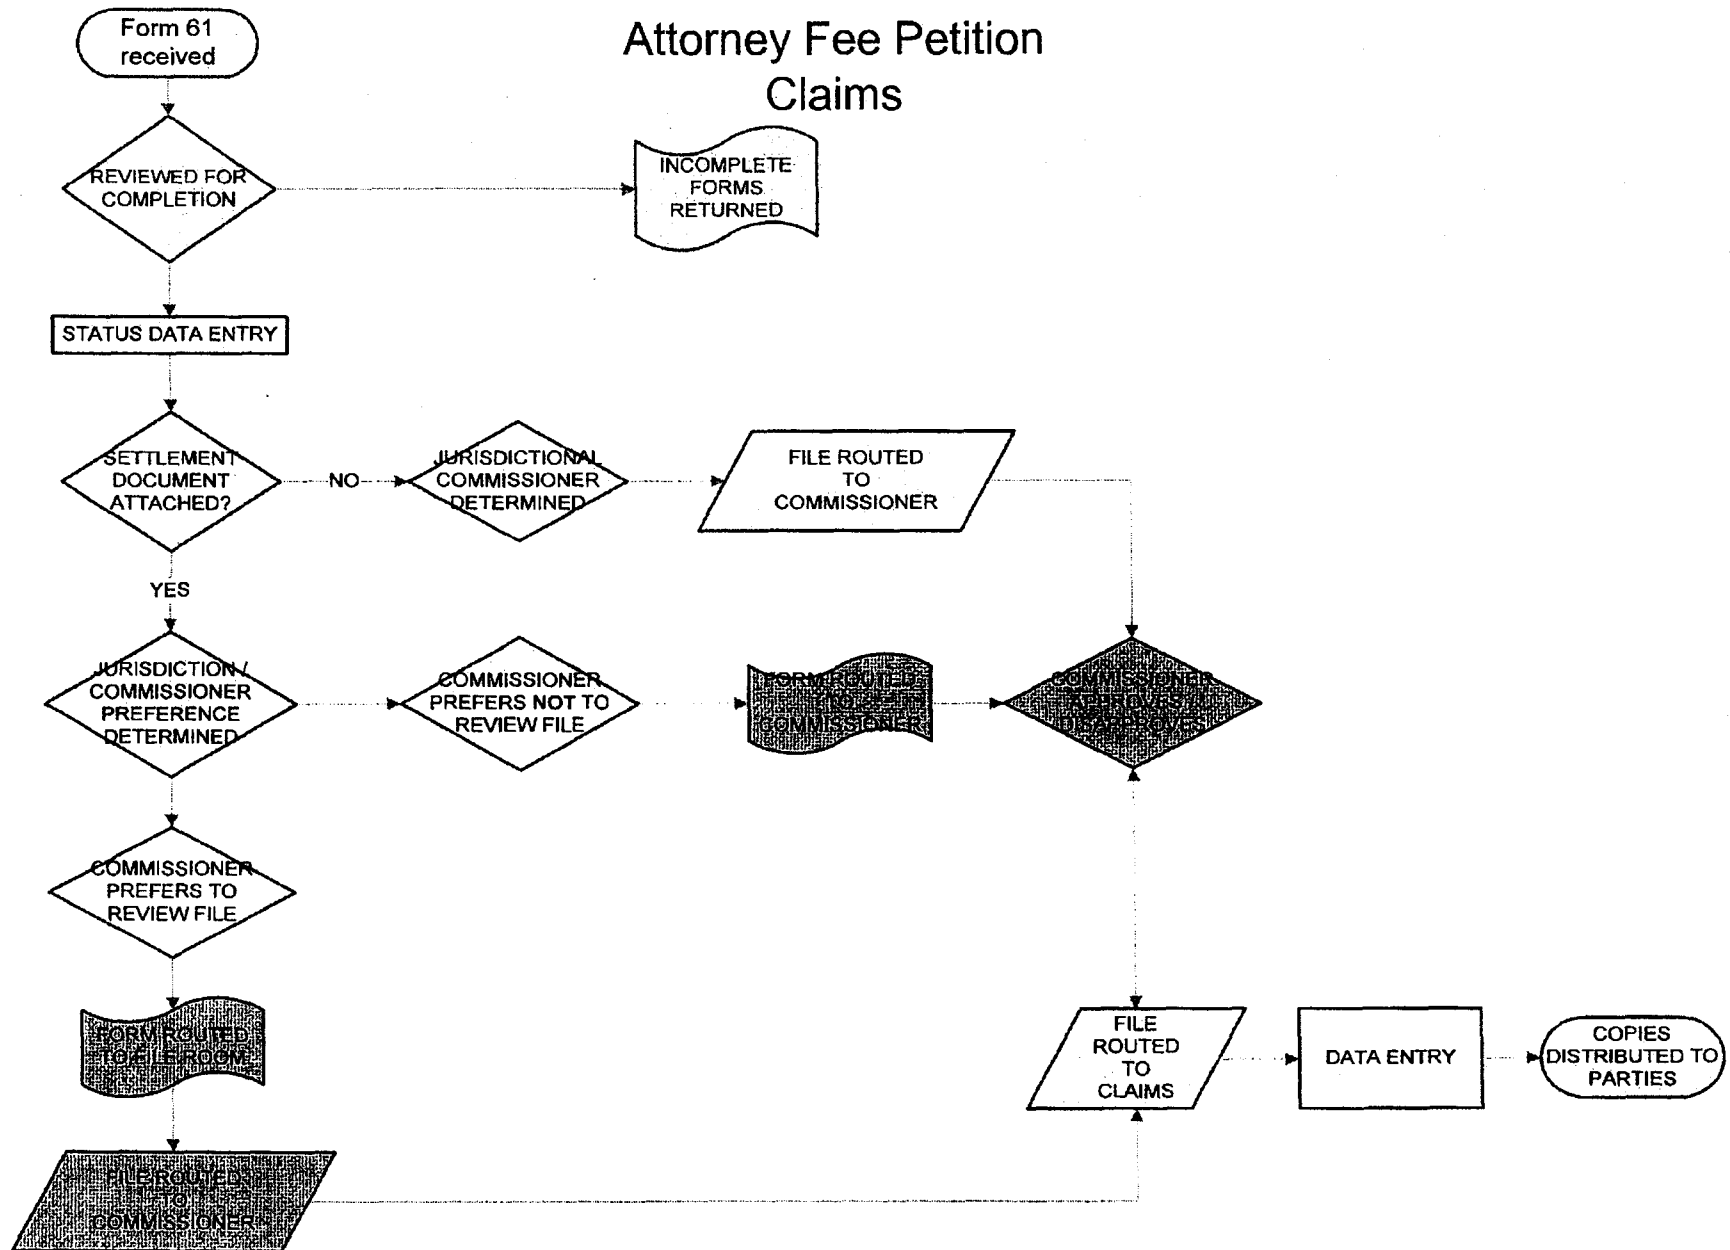 Attorney Fee Petition
Claims
Form 61
received
REVIEWED FOR
COMPLETION
INCOMPLETE
FORMS
RETURNED
STATUS DATA ENTRY
SETTLEMENT
DOCUMENT
ATTACHED?
NO
JURISDICTIONAL
COMMISSIONER
DETERMINED
FILE ROUTED
TO
COMMISSIONER
YES
JURISDICTION /
COMMISSIONER
PREFERENCE
DETERMINED
COMMISSIONER
PREFERS NOT TO
REVIEW FILE
FORM ROUTED
TO
COMMISSIONER
COMMISSIONER
APPROVES /
DISAPPROVES
COMMISSIONER
PREFERS TO
REVIEW FILE
FORM ROUTED
TO FILE ROOM
FILE
ROUTED
TO
CLAIMS
DATA ENTRY
COPIES
DISTRIBUTED TO
PARTIES
FILE ROUTED
TO
COMMISSIONER